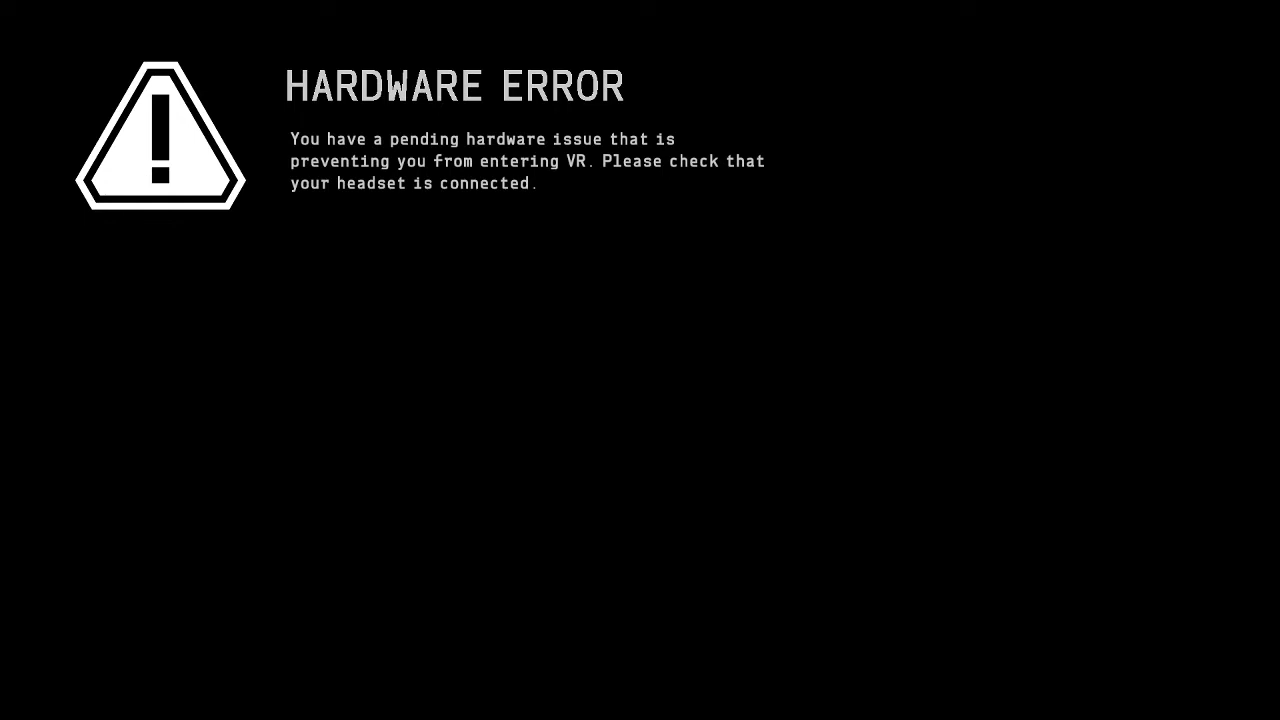 HARDWARE ERROR
You have a pending hardware issue that is
preventing you from entering VR. Please check that
your headset is connected.